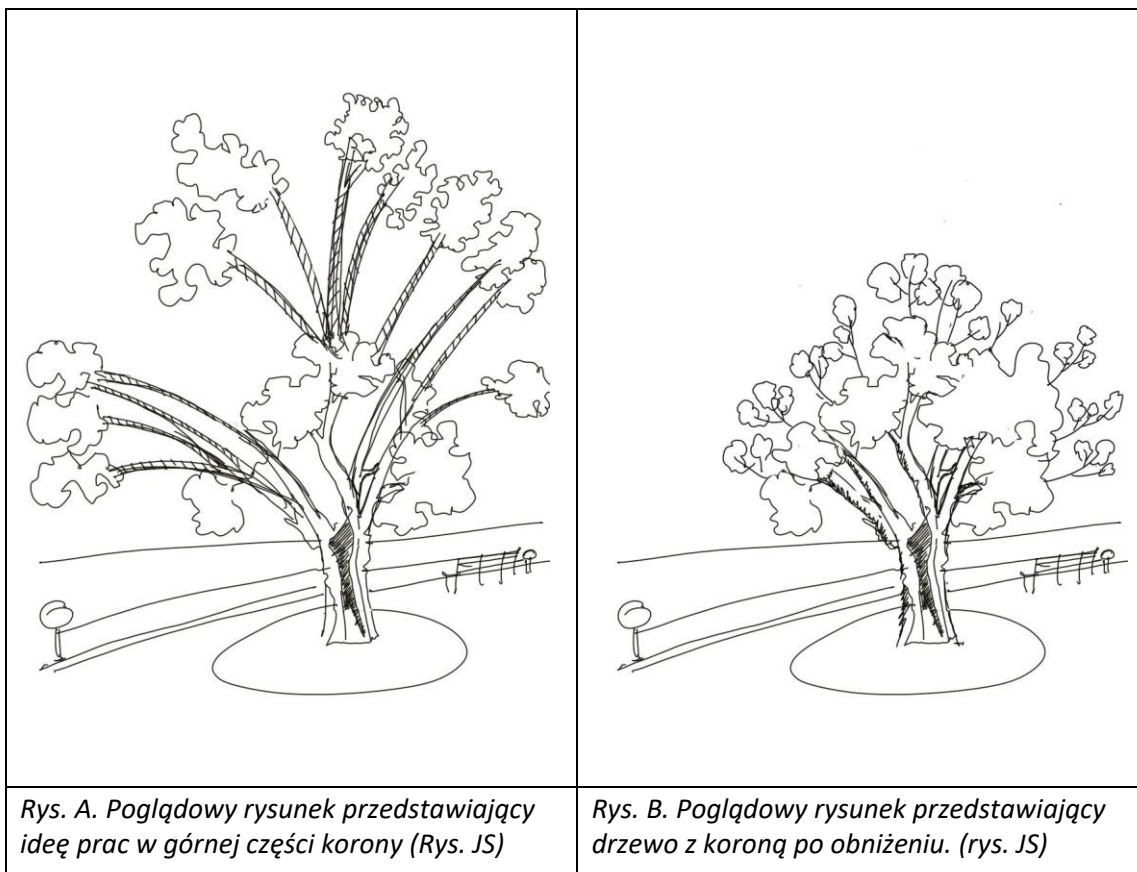 Rys. A. Poglądowy rysunek przedstawiający
ideę prac w górnej części korony (Rys. JS)
Rys. B. Poglądowy rysunek przedstawiający
drzewo z koroną po obniżeniu. (rys. JS)